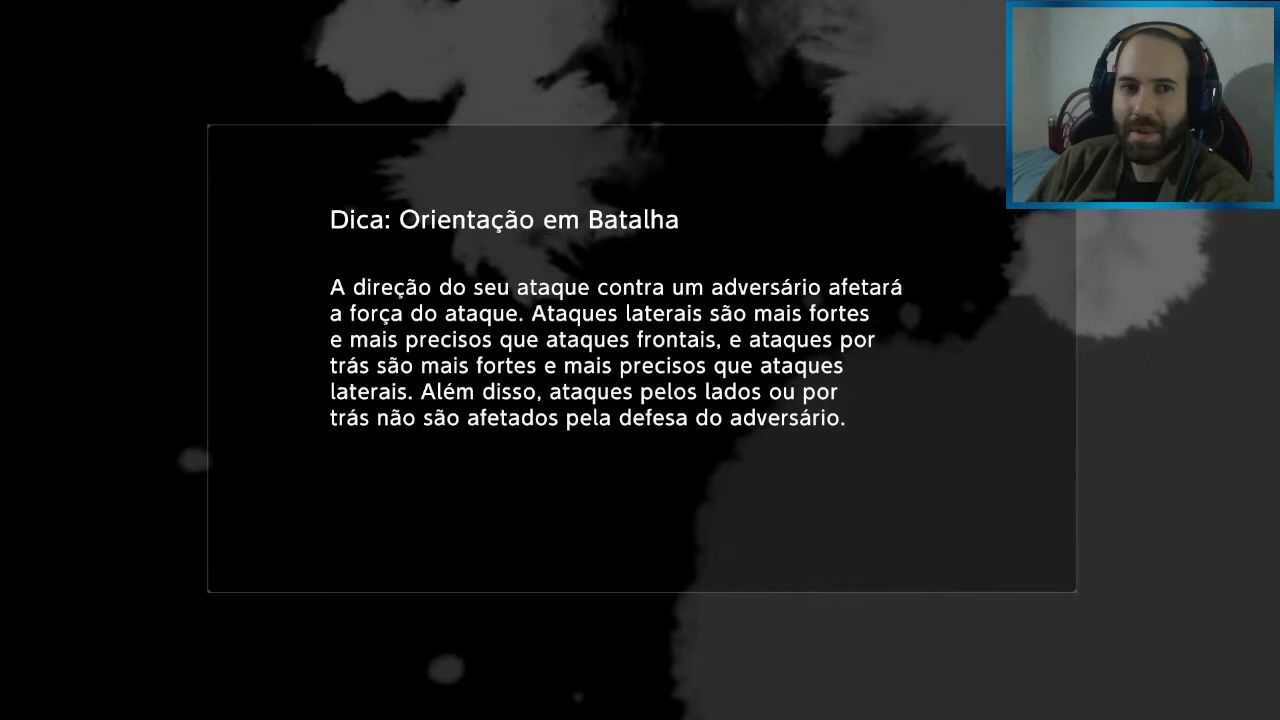 Dica: Orientação em Batalha
A direção do seu ataque contra um adversário afetará
a força do ataque. Ataques laterais são mais fortes
e mais precisos que ataques frontais, e ataques por
trás são mais fortes e mais precisos que ataques
laterais. Além disso, ataques pelos lados ou por
trás não são afetados pela defesa do adversário.